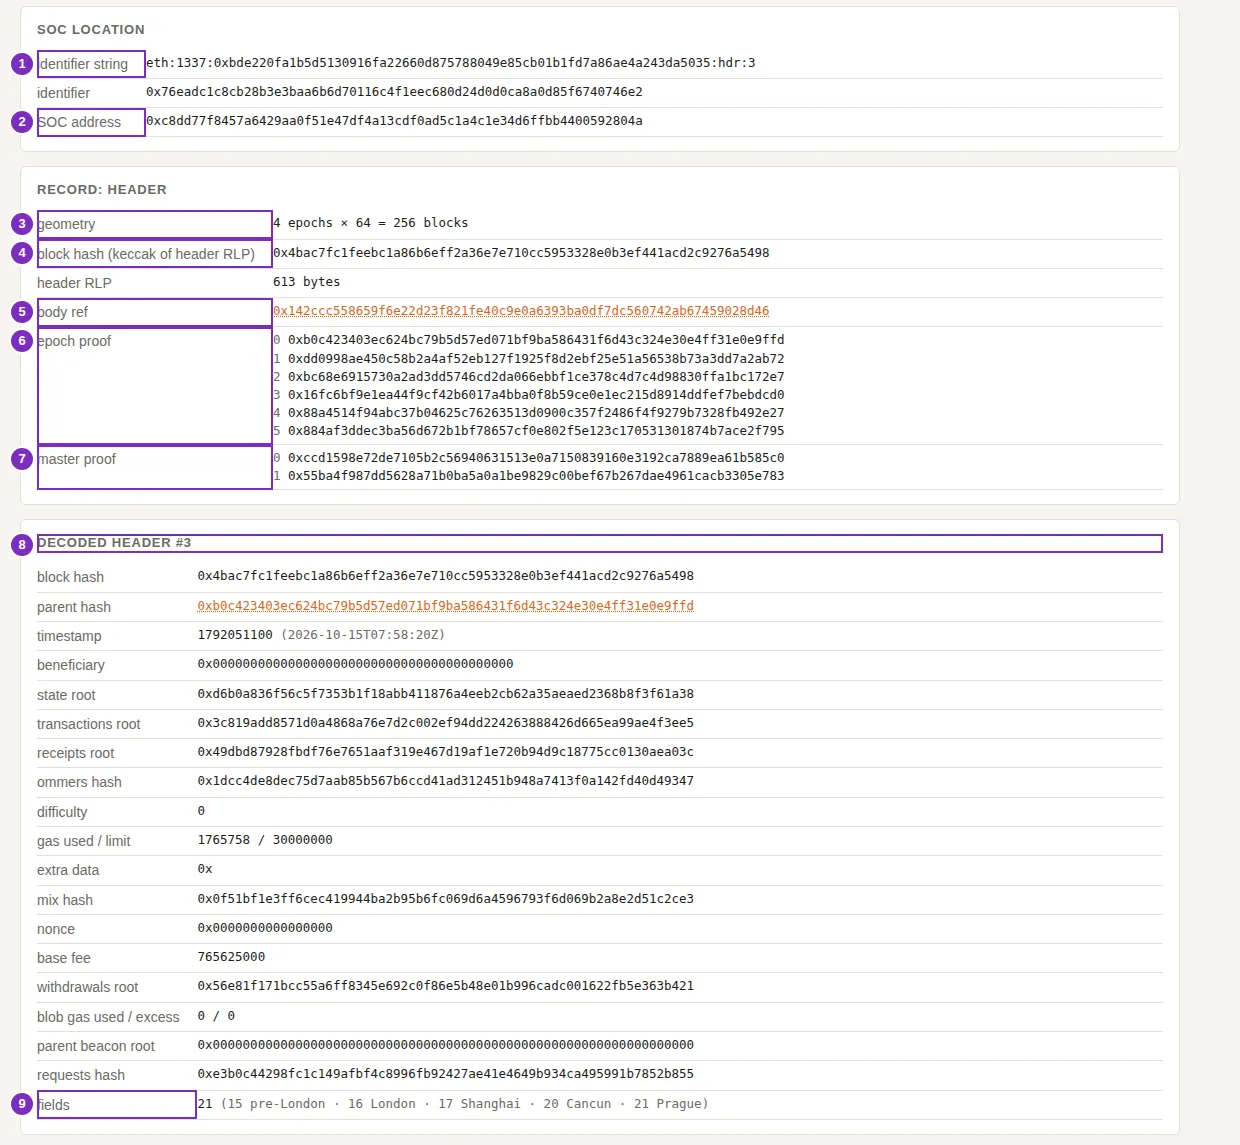 SOC LOCATION
1 identifier string eth:1337:0xbde220fa1b5d5130916fa22660d875788049e85cb01b1fd7a86ae4a243da5035:hdr:3
identifier 0x76eadc1c8cb28b3e3baa6b6d70116c4f1eec680d24d0d0ca8a0d85f6740746e2
2 SOC address 0xc8dd77f8457a6429aa0f51e47df4a13cdf0ad5c1a4c1e34d6ffbb4400592804a
RECORD: HEADER
3 geometry 4 epochs × 64 = 256 blocks
4 block hash (keccak of header RLP) 0x4bac7fc1feebc1a86b6eff2a36e7e710cc5953328e0b3ef441acd2c9276a5498
header RLP 613 bytes
5 body ref 0x142ccc558659f6e22d23f821fe40c9e0a6393ba0df7dc560742ab67459028d46
6 epoch proof 0 0xb0c423403ec624bc79b5d57ed071bf9ba586431f6d43c324e30e4ff31e0e9ffd
1 0xdd0998ae450c58b2a4af52eb127f1925f8d2ebf25e51a56538b73a3dd7a2ab72
2 0xbc68e6915730a2ad3dd5746cd2da066ebbf1ce378c4d7c4d98830ffa1bc172e7
3 0x16fc6bf9e1ea44f9cf42b6017a4bba0f8b59ce0e1ec215d8914ddfef7bebdcd0
4 0x88a4514f94abc37b04625c76263513d0900c357f2486f4f9279b7328fb492e27
5 0x884af3ddec3ba56d672b1bf78657cf0e802f5e123c170531301874b7ace2f795
7 master proof 0 0xccd1598e72de7105b2c56940631513e0a7150839160e3192ca7889ea61b585c0
1 0x55ba4f987dd5628a71b0ba5a0a1be9829c00bef67b267dae4961cacb3305e783
8 DECODED HEADER #3
block hash 0x4bac7fc1feebc1a86b6eff2a36e7e710cc5953328e0b3ef441acd2c9276a5498
parent hash 0xb0c423403ec624bc79b5d57ed071bf9ba586431f6d43c324e30e4ff31e0e9ffd
timestamp 1792051100 (2026-10-15T07:58:20Z)
beneficiary 0x0000000000000000000000000000000000000000
state root 0xd6b0a836f56c5f7353b1f18abb411876a4eeb2cb62a35aeaed2368b8f3f61a38
transactions root 0x3c819add8571d0a4868a76e7d2c002ef94dd224263888426d665ea99ae4f3ee5
receipts root 0x49dbd87928fbdf76e7651aaf319e467d19af1e720b94d9c18775cc0130aea03c
ommers hash 0x1dcc4de8dec75d7aab85b567b6ccd41ad312451b948a7413f0a142fd40d49347
difficulty 0
gas used / limit 1765758 / 30000000
extra data 0x
mix hash 0x0f51bf1e3ff6cec419944ba2b95b6fc069d6a4596793f6d069b2a8e2d51c2ce3
nonce 0x0000000000000000
base fee 765625000
withdrawals root 0x56e81f171bcc55a6ff8345e692c0f86e5b48e01b996cadc001622fb5e363b421
blob gas used / excess 0 / 0
parent beacon root 0x0000000000000000000000000000000000000000000000000000000000000000
requests hash 0xe3b0c44298fc1c149afbf4c8996fb92427ae41e4649b934ca495991b7852b855
9 fields 21 (15 pre-London · 16 London · 17 Shanghai · 20 Cancun · 21 Prague)